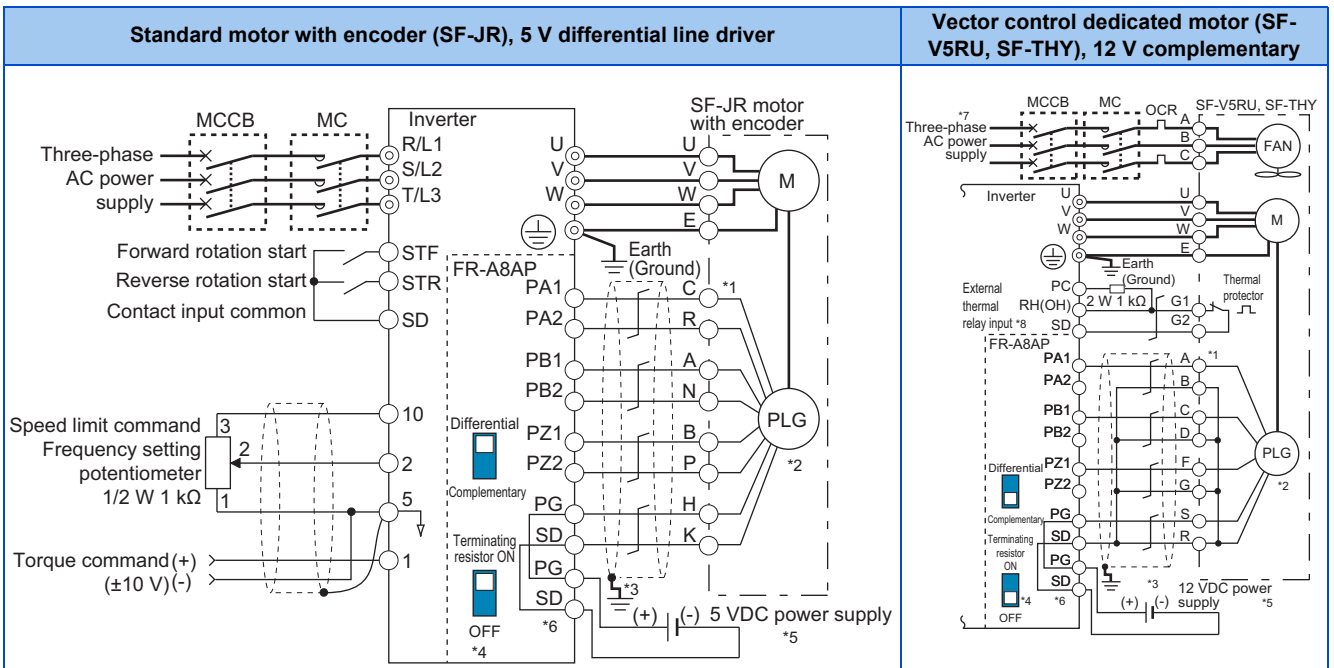 Standard motor with encoder (SF-JR), 5 V differential line driver
MCCB
MC
Inverter
SF-JR motor
with encoder
Three-phase
AC power
supply
R/L1
S/L2
T/L3
U
V
W
U
V
W
E
M
Earth
(Ground)
Forward rotation start
Reverse rotation start
Contact input common
STF
STR
SD
FR-A8AP
PA1
PA2
PB1
PB2
PZ1
PZ2
PG
SD
PG
SD
C
R
A
N
B
P
H
K
*1
PLG
*2
Differential
Complementary
Terminating
resistor ON
OFF
*4
*6
*3
(+)
(-)
5 VDC power supply
*5
Speed limit command
Frequency setting
potentiometer
1/2 W 1 kΩ
3
2
1
10
2
5
1
Torque command(+)
(±10 V)(-)
Vector control dedicated motor (SF-
V5RU, SF-THY), 12 V complementary
MCCB
MC
OCR
SF-V5RU, SF-THY
*7
Three-phase
AC power
supply
A
B
C
FAN
Inverter
U
V
W
U
V
W
E
M
Earth
(Ground)
External
thermal
relay input *8
PC
RH(OH)
SD
2 W 1 kΩ
G1
G2
Thermal
protector
FR-A8AP
PA1
PA2
PB1
PB2
PZ1
PZ2
PG
SD
PG
SD
A
B
C
D
F
G
S
R
*1
PLG
*2
Differential
Complementary
Terminating
resistor
ON
*4
OFF
*6
*3
(+)
(-)
12 VDC power
supply
*5